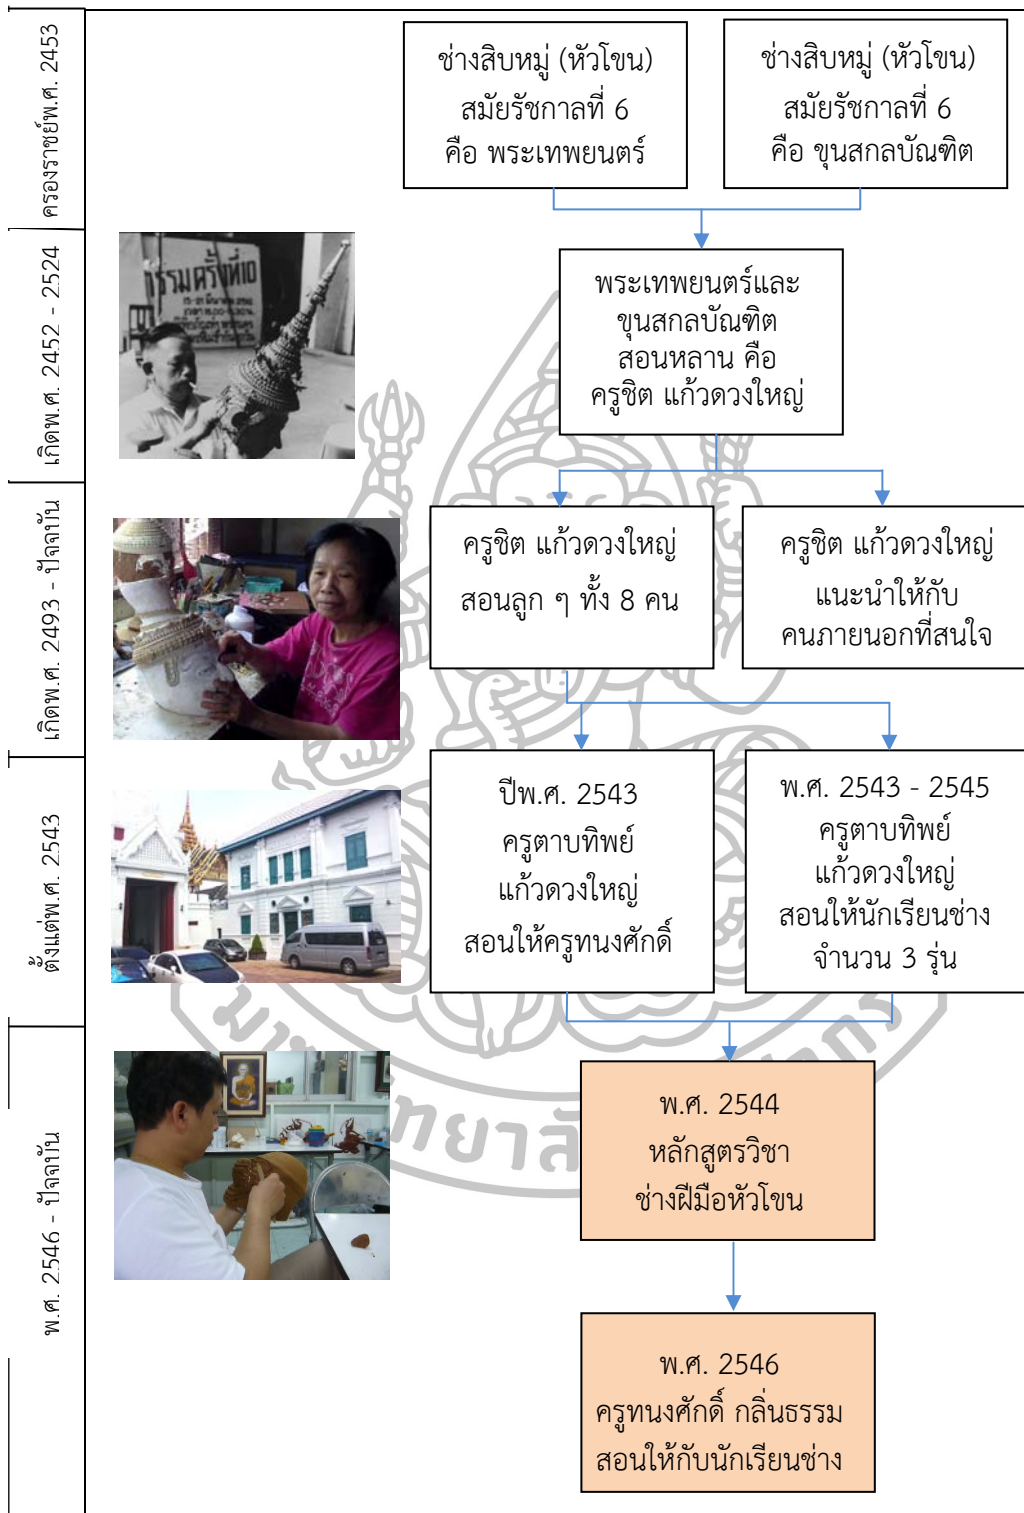 ครองราชย์พ.ศ. 2453
ช่างสิบหมู่ (หัวโขน)
สมัยรัชกาลที่ 6
คือ พระเทพยนตร์
ช่างสิบหมู่ (หัวโขน)
สมัยรัชกาลที่ 6
คือ ขุนสกลบัณฑิต
เกิดพ.ศ. 2452 - 2524
ธรรมครั้งที่10
พระเทพยนตร์และ
ขุนสกลบัณฑิต
สอนหลาน คือ
ครูชิต แก้วดวงใหญ่
เกิดพ.ศ. 2493 - ปัจจุบัน
ครูชิต แก้วดวงใหญ่
สอนลูก ๆ ทั้ง 8 คน
ครูชิต แก้วดวงใหญ่
แนะนำให้กับ
คนภายนอกที่สนใจ
ตั้งแต่พ.ศ. 2543
ปีพ.ศ. 2543
ครูตาบทิพย์
แก้วดวงใหญ่
สอนให้ครูทนงศักดิ์
พ.ศ. 2543 - 2545
ครูตาบทิพย์
แก้วดวงใหญ่
สอนให้นักเรียนช่าง
จำนวน 3 รุ่น
พ.ศ. 2546 - ปัจจุบัน
พ.ศ. 2544
หลักสูตรวิชา
ช่างฝีมือหัวโขน
พ.ศ. 2546
ครูทนงศักดิ์ กลิ่นธรรม
สอนให้กับนักเรียนช่าง